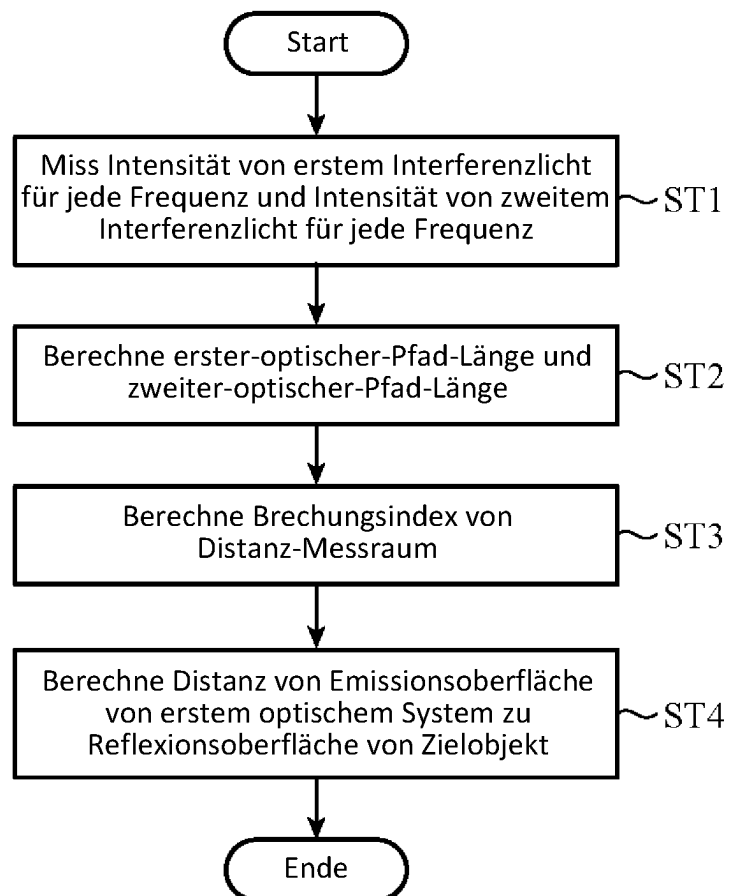 Start
Miss Intensität von erstem Interferenzlicht
für jede Frequenz und Intensität von zweitem
Interferenzlicht für jede Frequenz
ST1
Berechne erster-optischer-Pfad-Länge und
zweiter-optischer-Pfad-Länge
ST2
Berechne Brechungsindex von
Distanz-Messraum
ST3
Berechne Distanz von Emissionsoberfläche
von erstem optischem System zu
Reflexionsoberfläche von Zielobjekt
ST4
Ende